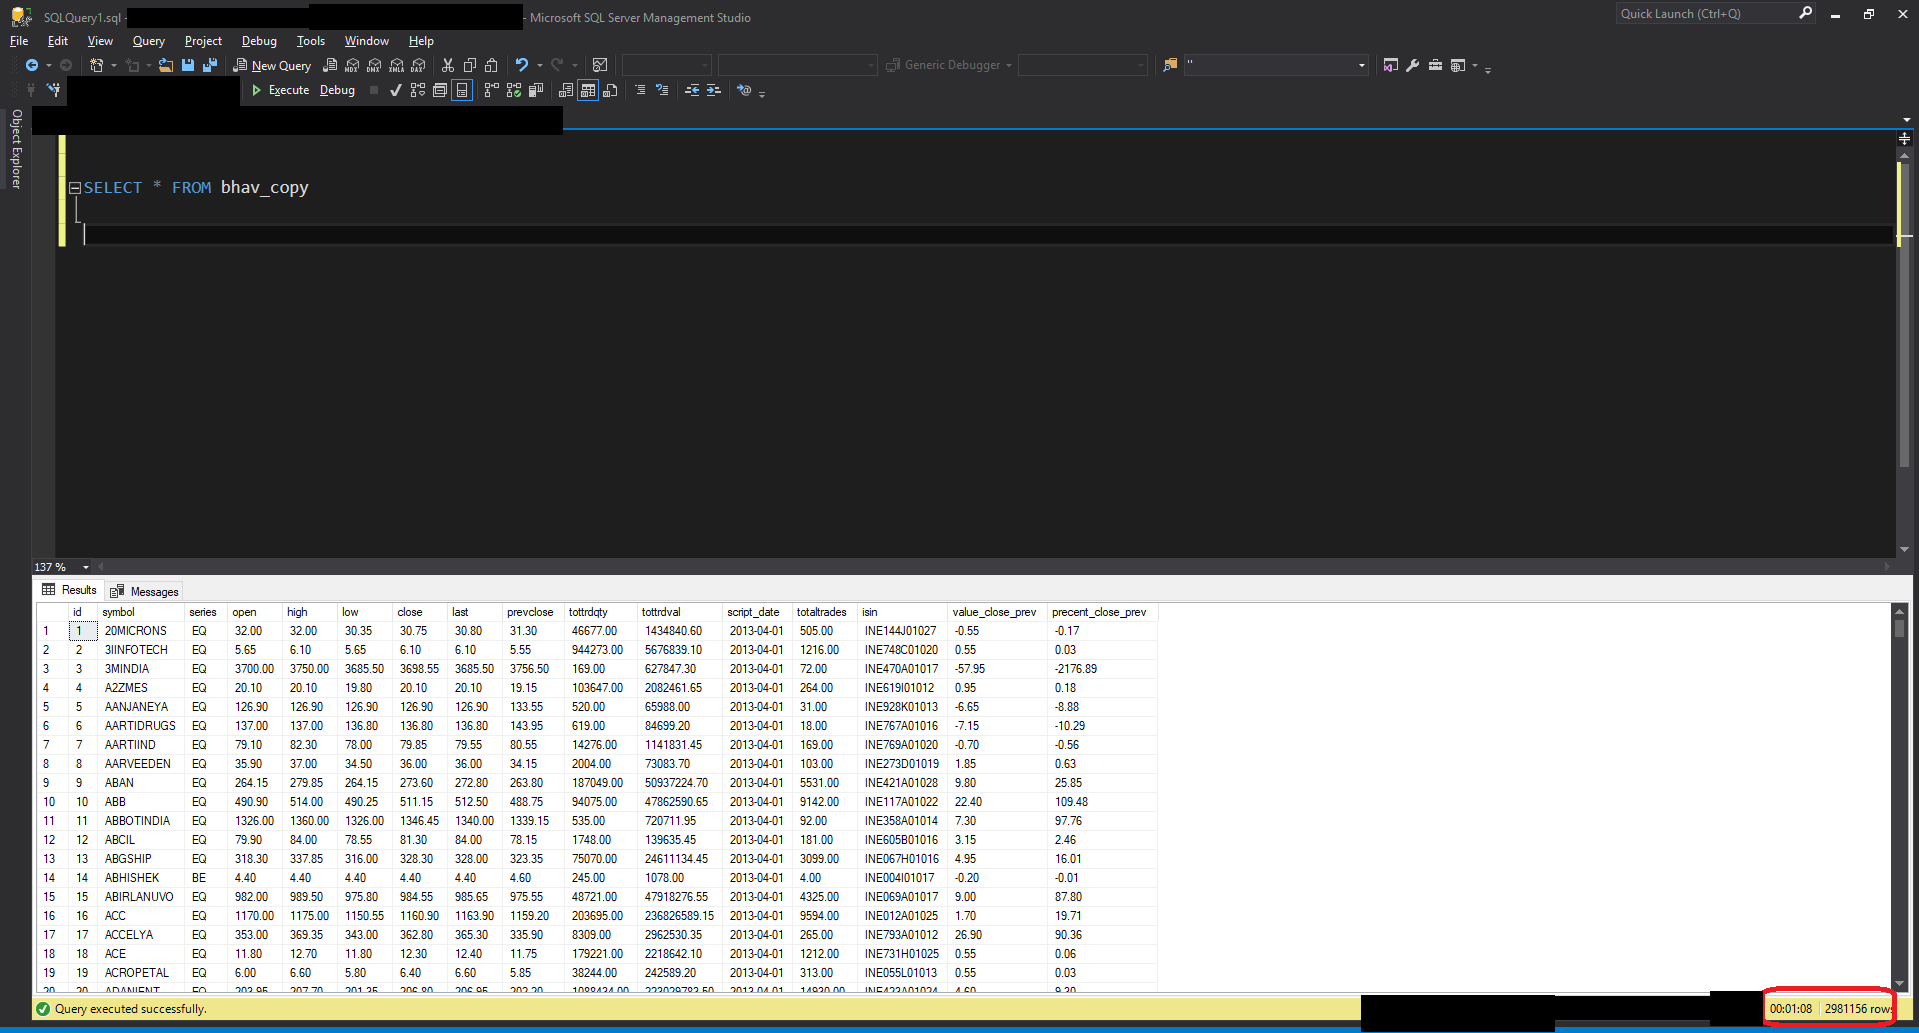 SQLQuery1.sql - - Microsoft SQL Server Management Studio
Quick Launch (Ctrl+Q)
File Edit View Query Project Debug Tools Window Help
New Query Generic Debugger "
Execute Debug
Object Explorer
SELECT * FROM bhav_copy
137 %
Results Messages
id symbol series open high low close last prevclose tottrdqty tottrdval script_date totaltrades isin value_close_prev precent_close_prev
1 1 20MICRONS EQ 32.00 32.00 30.35 30.75 30.80 31.30 46677.00 1434840.60 2013-04-01 505.00 INE144J01027 -0.55 -0.17
2 2 3IINFOTECH EQ 5.65 6.10 5.65 6.10 6.10 5.55 944273.00 5676839.10 2013-04-01 1216.00 INE748C01020 0.55 0.03
3 3 3MINDIA EQ 3700.00 3750.00 3685.50 3698.55 3685.50 3756.50 169.00 627847.30 2013-04-01 72.00 INE470A01017 -57.95 -2176.89
4 4 A2ZMES EQ 20.10 20.10 19.80 20.10 20.10 19.15 103647.00 2082461.65 2013-04-01 264.00 INE619I01012 0.95 0.18
5 5 AANJANEYA EQ 126.90 126.90 126.90 126.90 126.90 133.55 520.00 65988.00 2013-04-01 31.00 INE928K01013 -6.65 -8.88
6 6 AARTIDRUGS EQ 137.00 137.00 136.80 136.80 136.80 143.95 619.00 84699.20 2013-04-01 18.00 INE767A01016 -7.15 -10.29
7 7 AARTIIND EQ 79.10 82.30 78.00 79.85 79.55 80.55 14276.00 1141831.45 2013-04-01 169.00 INE769A01020 -0.70 -0.56
8 8 AARVEEDEN EQ 35.90 37.00 34.50 36.00 36.00 34.15 2004.00 73083.70 2013-04-01 103.00 INE273D01019 1.85 0.63
9 9 ABAN EQ 264.15 279.85 264.15 273.60 272.80 263.80 187049.00 50937224.70 2013-04-01 5531.00 INE421A01028 9.80 25.85
10 10 ABB EQ 490.90 514.00 490.25 511.15 512.50 488.75 94075.00 47862590.65 2013-04-01 9142.00 INE117A01022 22.40 109.48
11 11 ABBOTINDIA EQ 1326.00 1360.00 1326.00 1346.45 1340.00 1339.15 535.00 720711.95 2013-04-01 92.00 INE358A01014 7.30 97.76
12 12 ABCIL EQ 79.90 84.00 78.55 81.30 84.00 78.15 1748.00 139635.45 2013-04-01 181.00 INE605B01016 3.15 2.46
13 13 ABGSHIP EQ 318.30 337.85 316.00 328.30 328.00 323.35 75070.00 24611134.45 2013-04-01 3099.00 INE067H01016 4.95 16.01
14 14 ABHISHEK BE 4.40 4.40 4.40 4.40 4.40 4.60 245.00 1078.00 2013-04-01 4.00 INE004I01017 -0.20 -0.01
15 15 ABIRLANUVO EQ 982.00 989.50 975.80 984.55 985.65 975.55 48721.00 47918276.55 2013-04-01 4325.00 INE069A01017 9.00 87.80
16 16 ACC EQ 1170.00 1175.00 1150.55 1160.90 1163.90 1159.20 203695.00 236826589.15 2013-04-01 9594.00 INE012A01025 1.70 19.71
17 17 ACCELYA EQ 353.00 369.35 343.00 362.80 365.30 335.90 8309.00 2962530.35 2013-04-01 265.00 INE793A01012 26.90 90.36
18 18 ACE EQ 11.80 12.70 11.80 12.30 12.40 11.75 179221.00 2218642.10 2013-04-01 1212.00 INE731H01025 0.55 0.06
19 19 ACROPETAL EQ 6.00 6.60 5.80 6.40 6.60 5.85 38244.00 242589.20 2013-04-01 313.00 INE055L01013 0.55 0.03
20 20 ADANIENT EQ 203.95 207.70 201.35 206.80 206.95 202.20 1088434.00 223029783.50 2013-04-01 14930.00 INE423A01024 4.60 9.30
Query executed successfully. 00:01:08 2981156 rows